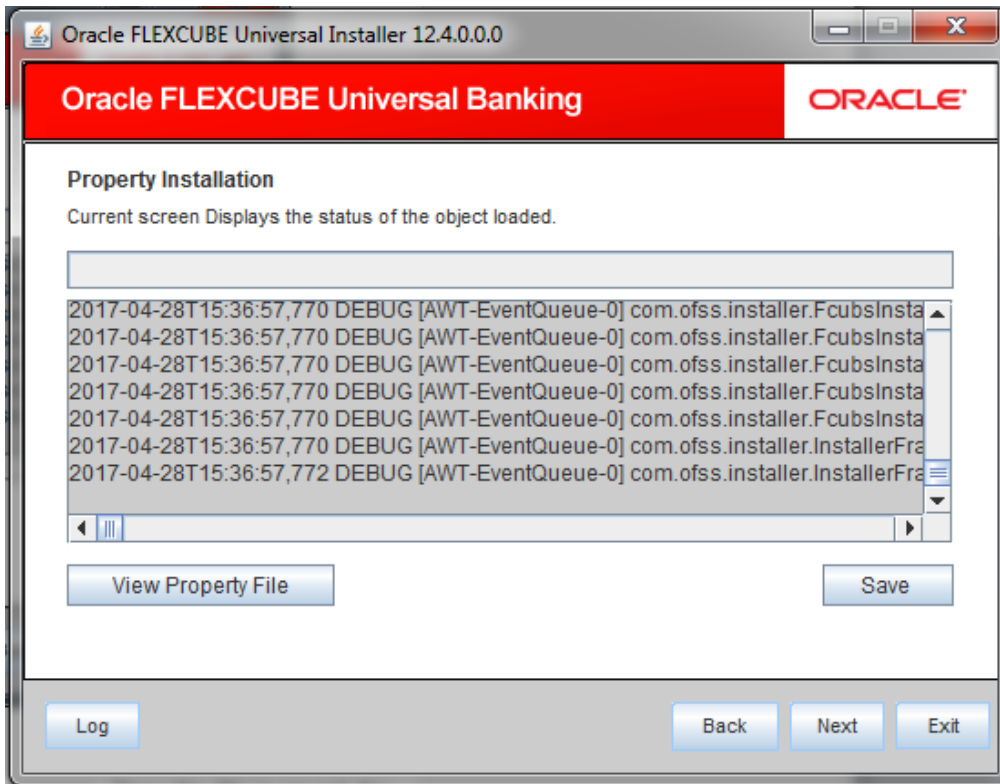 Oracle FLEXCUBE Universal Installer 12.4.0.0.0
Oracle FLEXCUBE Universal Banking
ORACLE
Property Installation
Current screen Displays the status of the object loaded.
2017-04-28T15:36:57,770 DEBUG [AWT-EventQueue-0] com.ofss.installer.FcubsInsta
2017-04-28T15:36:57,770 DEBUG [AWT-EventQueue-0] com.ofss.installer.FcubsInsta
2017-04-28T15:36:57,770 DEBUG [AWT-EventQueue-0] com.ofss.installer.FcubsInsta
2017-04-28T15:36:57,770 DEBUG [AWT-EventQueue-0] com.ofss.installer.FcubsInsta
2017-04-28T15:36:57,770 DEBUG [AWT-EventQueue-0] com.ofss.installer.FcubsInsta
2017-04-28T15:36:57,770 DEBUG [AWT-EventQueue-0] com.ofss.installer.InstallerFra
2017-04-28T15:36:57,772 DEBUG [AWT-EventQueue-0] com.ofss.installer.InstallerFra
View Property File
Save
Log
Back
Next
Exit